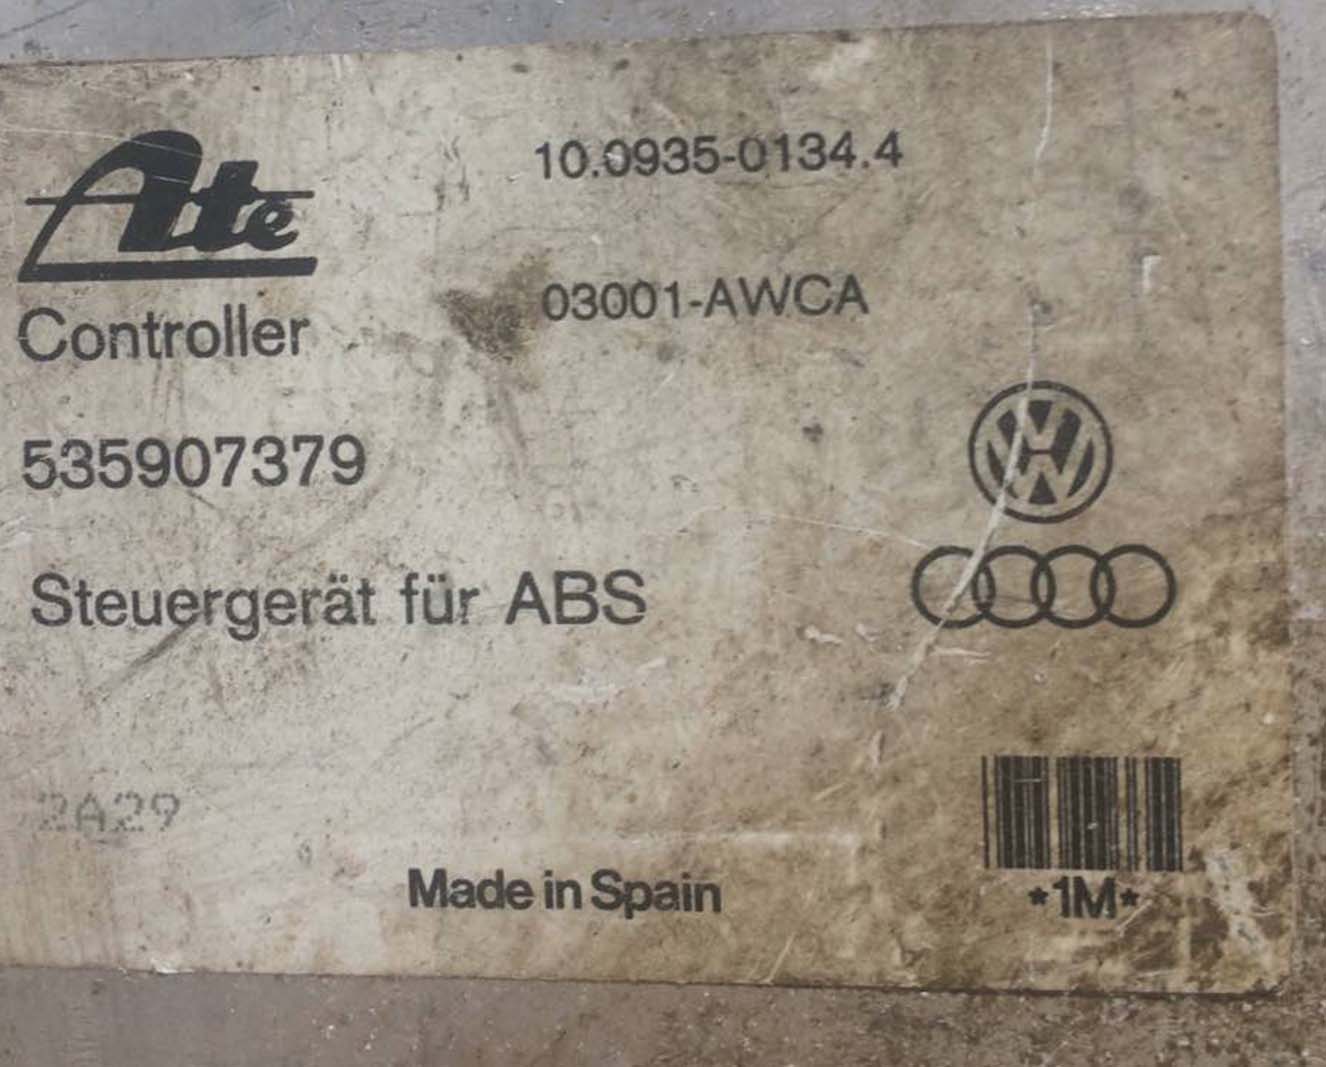 Ate
10.0935-0134.4
Controller
03001-AWCA
535907379
Steuergerät für ABS
2A29
Made in Spain
*1M*